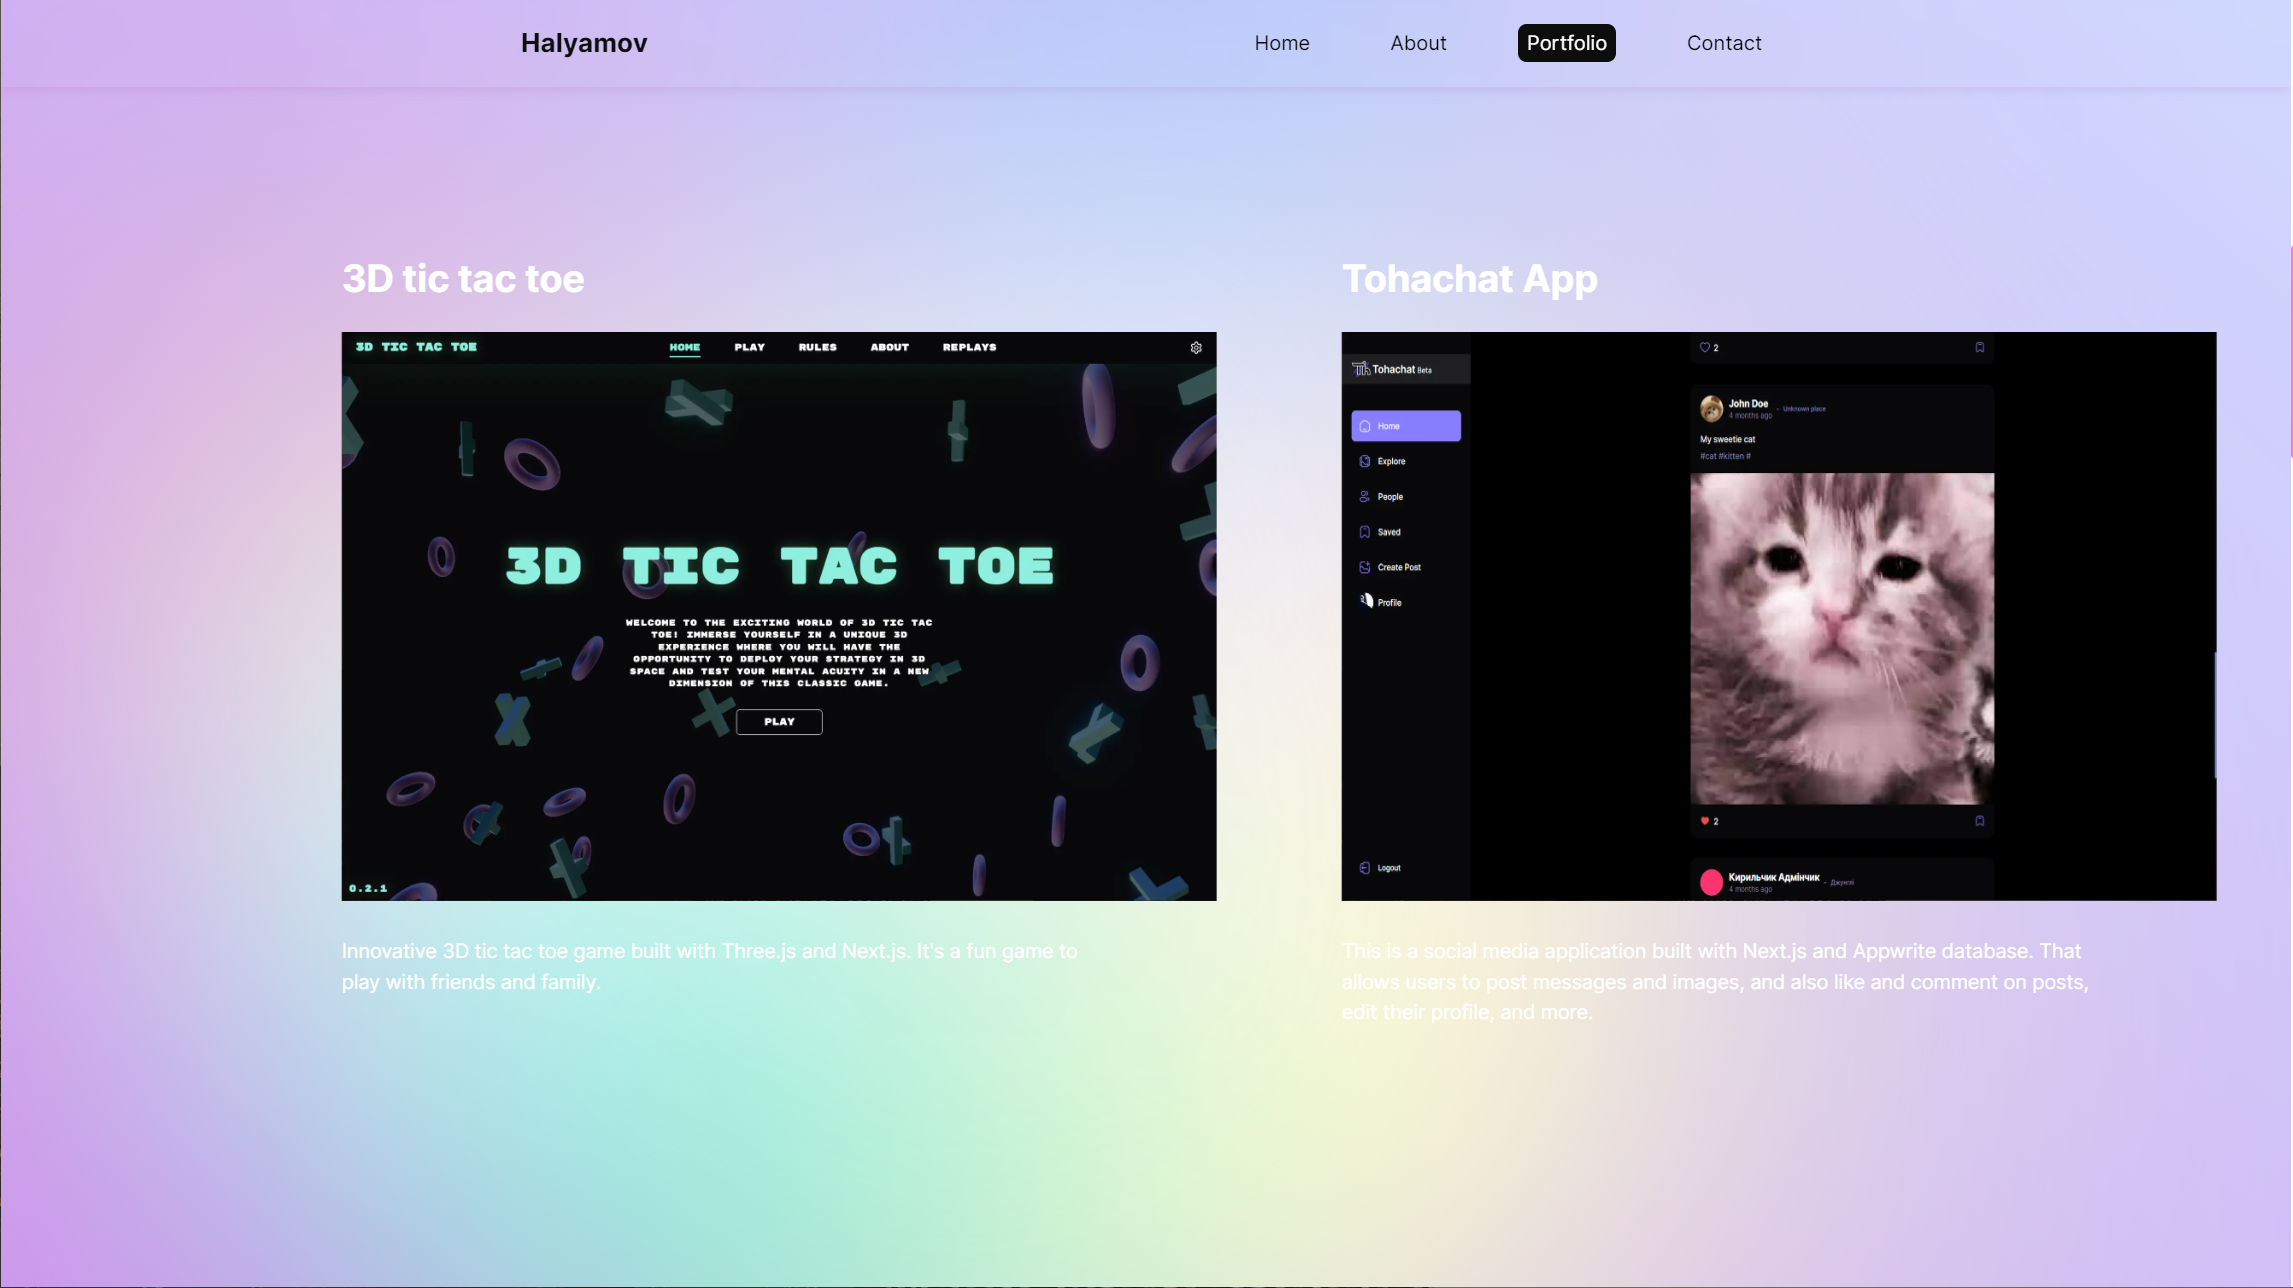 Halyamov
Home
About
Portfolio
Contact
3D tic tac toe
3D TIC TAC TOE
HOME
PLAY
RULES
ABOUT
REPLAYS
3D TIC TAC TOE
WELCOME TO THE EXCITING WORLD OF 3D TIC TAC
TOE! IMMERSE YOURSELF IN A UNIQUE 3D
EXPERIENCE WHERE YOU WILL HAVE THE
OPPORTUNITY TO DEPLOY YOUR STRATEGY IN 3D
SPACE AND TEST YOUR MENTAL ACUITY IN A NEW
DIMENSION OF THIS CLASSIC GAME.
PLAY
0.2.1
Innovative 3D tic tac toe game built with Three.js and Next.js. It's a fun game to
play with friends and family.
Tohachat App
Tohachat Beta
Home
Explore
People
Saved
Create Post
Profile
Logout
2
John Doe
4 months ago - Unknown place
My sweetie cat
#cat #kitten #
2
Кирильчик Адмінчик
4 months ago - Джунглі
This is a social media application built with Next.js and Appwrite database. That
allows users to post messages and images, and also like and comment on posts,
edit their profile, and more.